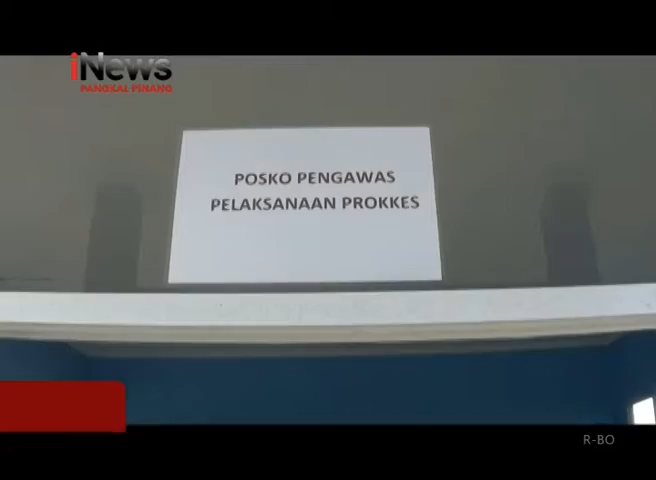 iNews
PANGKAL PINANG
POSKO PENGAWAS
PELAKSANAAN PROKKES
R-BO